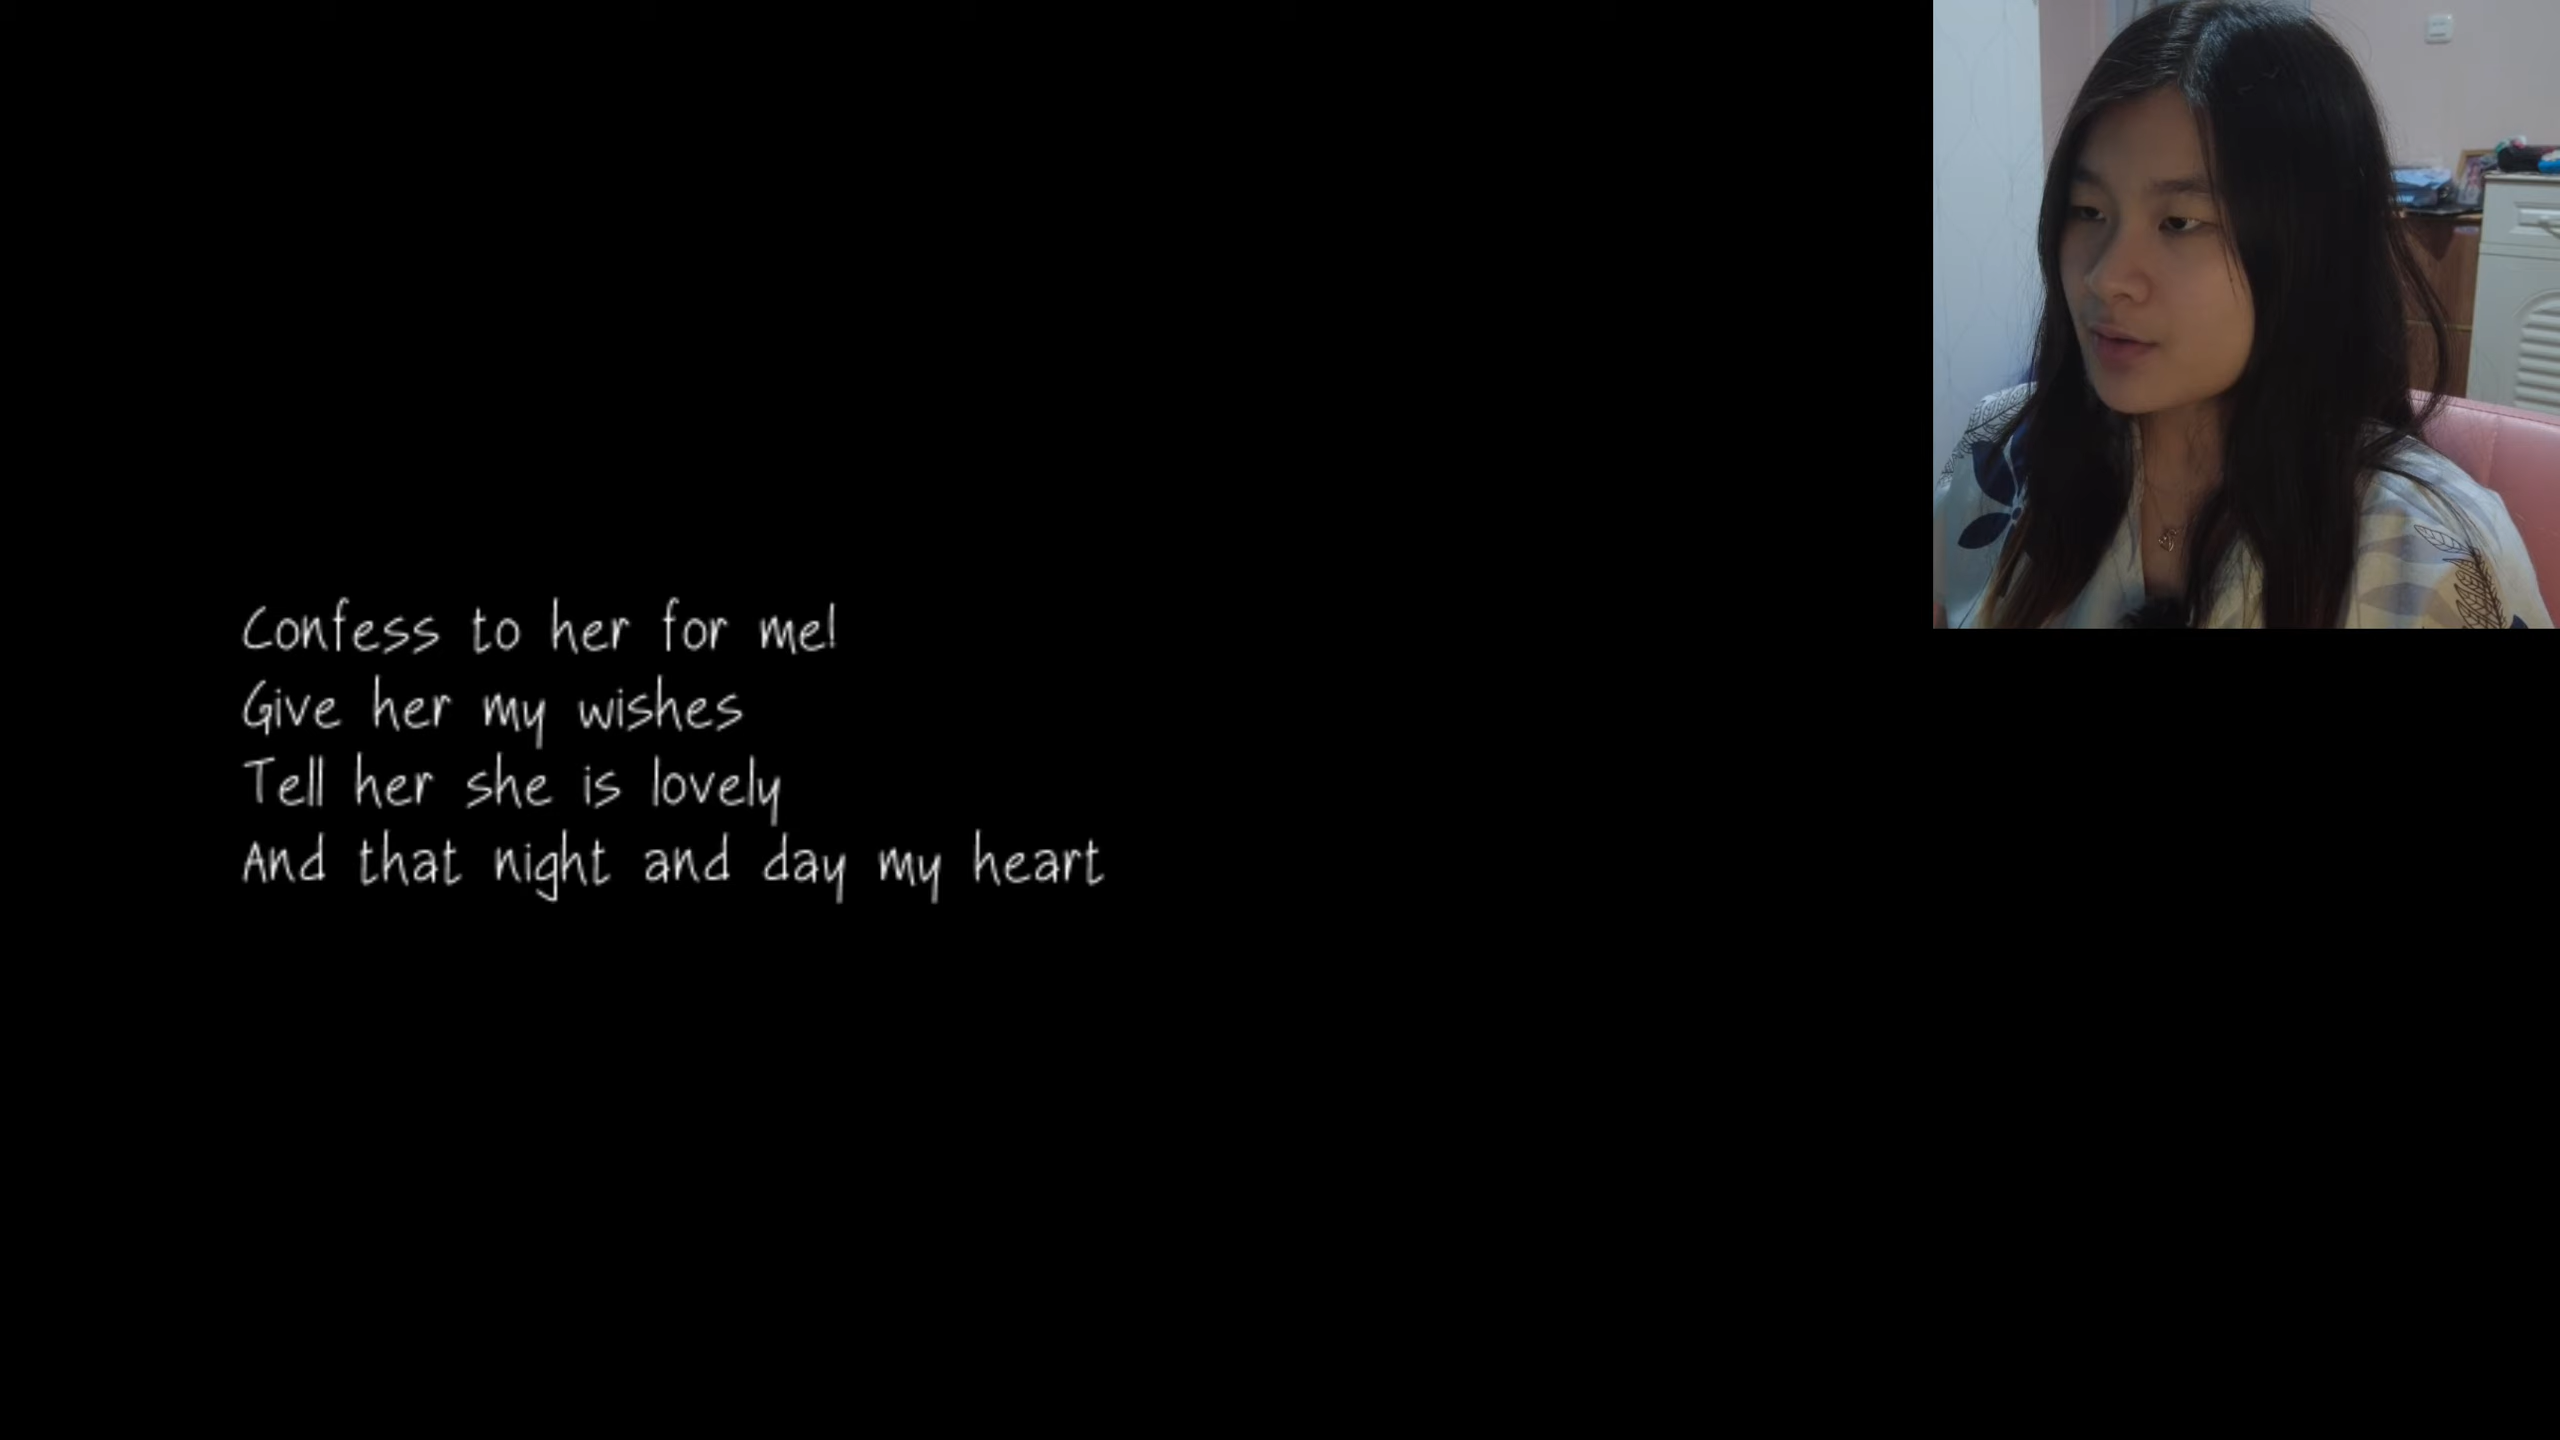 Confess to her for me!
Give her my wishes
Tell her she is lovely
And that night and day my heart